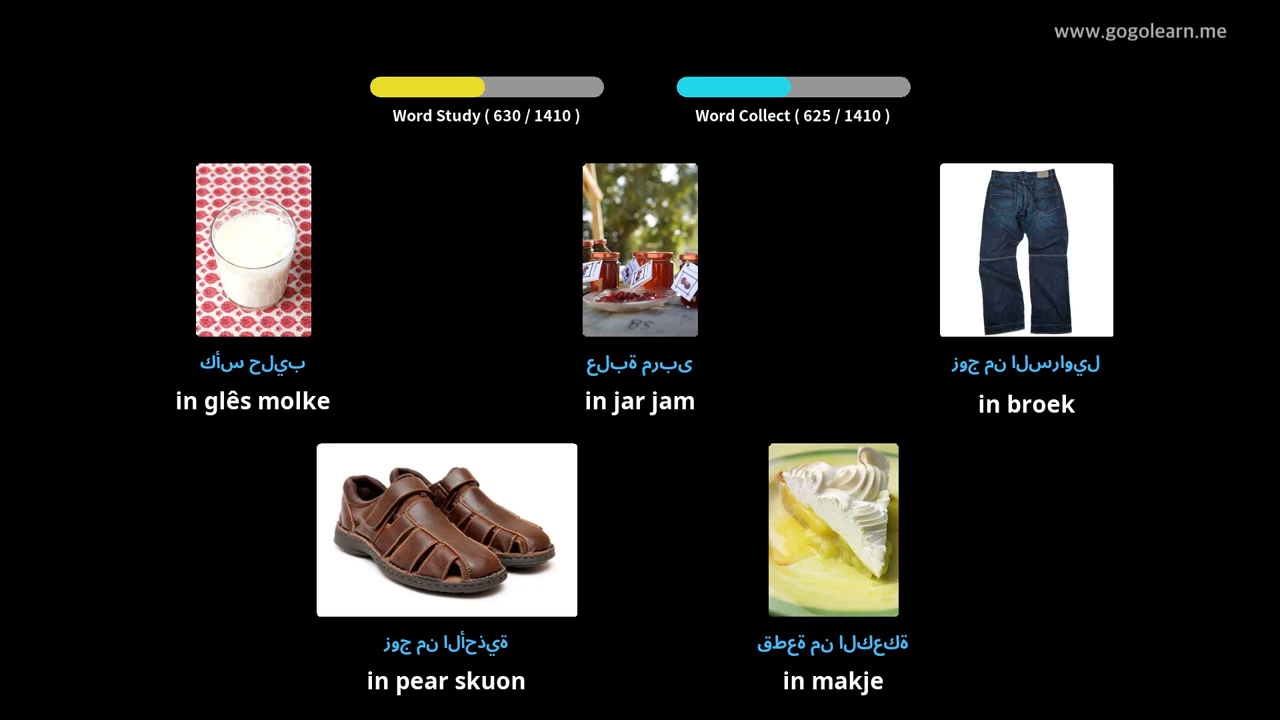 www.gogolearn.me
Word Study ( 630 / 1410 )
Word Collect ( 625 / 1410 )
كأس حليب
in glês molke
علبة مربى
in jar jam
زوج من السراويل
in broek
زوج من الأحذية
in pear skuon
قطعة من الكعكة
in makje